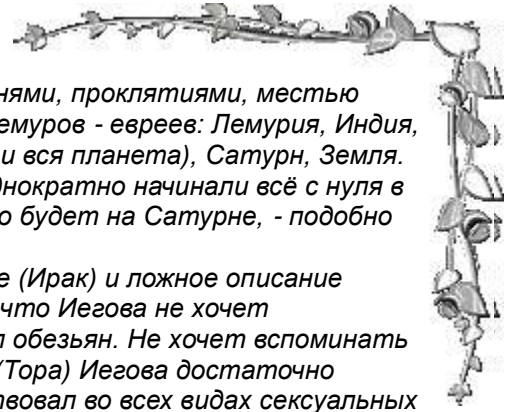 нями, проклятиями, местью
емуров - евреев: Лемурия, Индия,
и вся планета), Сатурн, Земля.
днократно начинали всё с нуля в
о будет на Сатурне, - подобно
е (Ирак) и ложное описание
что Иегова не хочет
л обезьян. Не хочет вспоминать
(Тора) Иегова достаточно
твовал во всех видах сексуальных